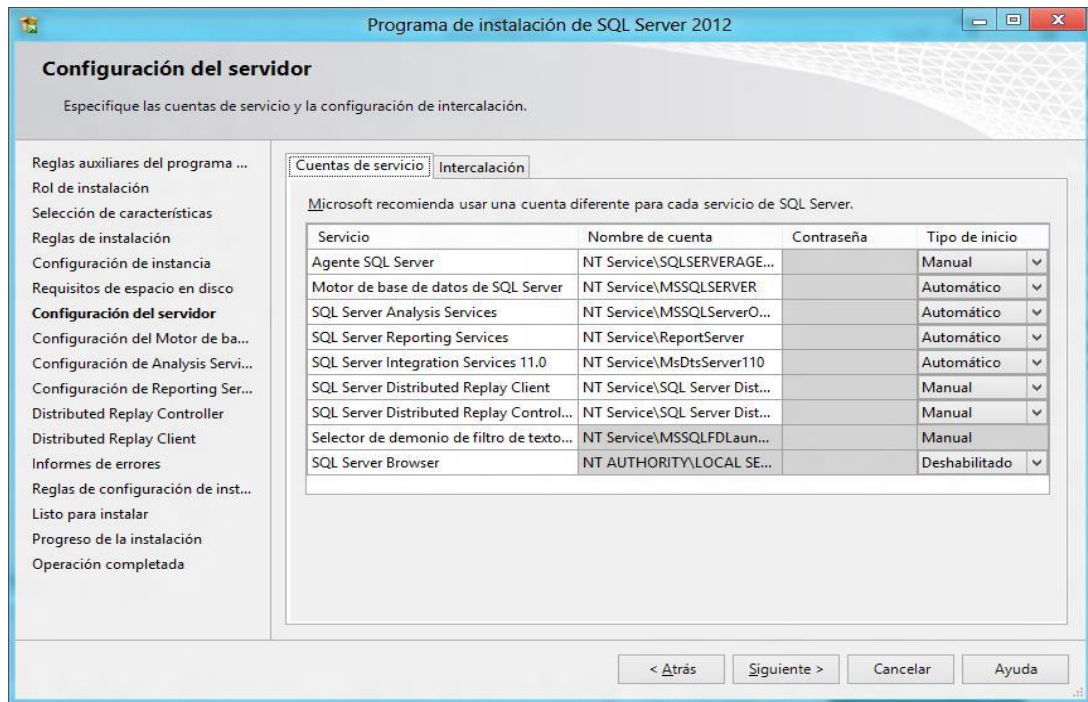 Programa de instalación de SQL Server 2012
Configuración del servidor
Especifique las cuentas de servicio y la configuración de intercalación.
Reglas auxiliares del programa ...
Rol de instalación
Selección de características
Reglas de instalación
Configuración de instancia
Requisitos de espacio en disco
Configuración del servidor
Configuración del Motor de ba...
Configuración de Analysis Servi...
Configuración de Reporting Ser...
Distributed Replay Controller
Distributed Replay Client
Informes de errores
Reglas de configuración de inst...
Listo para instalar
Progreso de la instalación
Operación completada
Cuentas de servicio Intercalación
Microsoft recomienda usar una cuenta diferente para cada servicio de SQL Server.
Servicio Nombre de cuenta Contraseña Tipo de inicio
Agente SQL Server NT Service\SQLSERVERAGE... Manual
Motor de base de datos de SQL Server NT Service\MSSQLSERVER Automático
SQL Server Analysis Services NT Service\MSSQLServerO... Automático
SQL Server Reporting Services NT Service\ReportServer Automático
SQL Server Integration Services 11.0 NT Service\MsDtsServer110 Automático
SQL Server Distributed Replay Client NT Service\SQL Server Dist... Manual
SQL Server Distributed Replay Control... NT Service\SQL Server Dist... Manual
Selector de demonio de filtro de texto... NT Service\MSSQLFDLaun... Manual
SQL Server Browser NT AUTHORITY\LOCAL SE... Deshabilitado
< Atrás Siguiente > Cancelar Ayuda